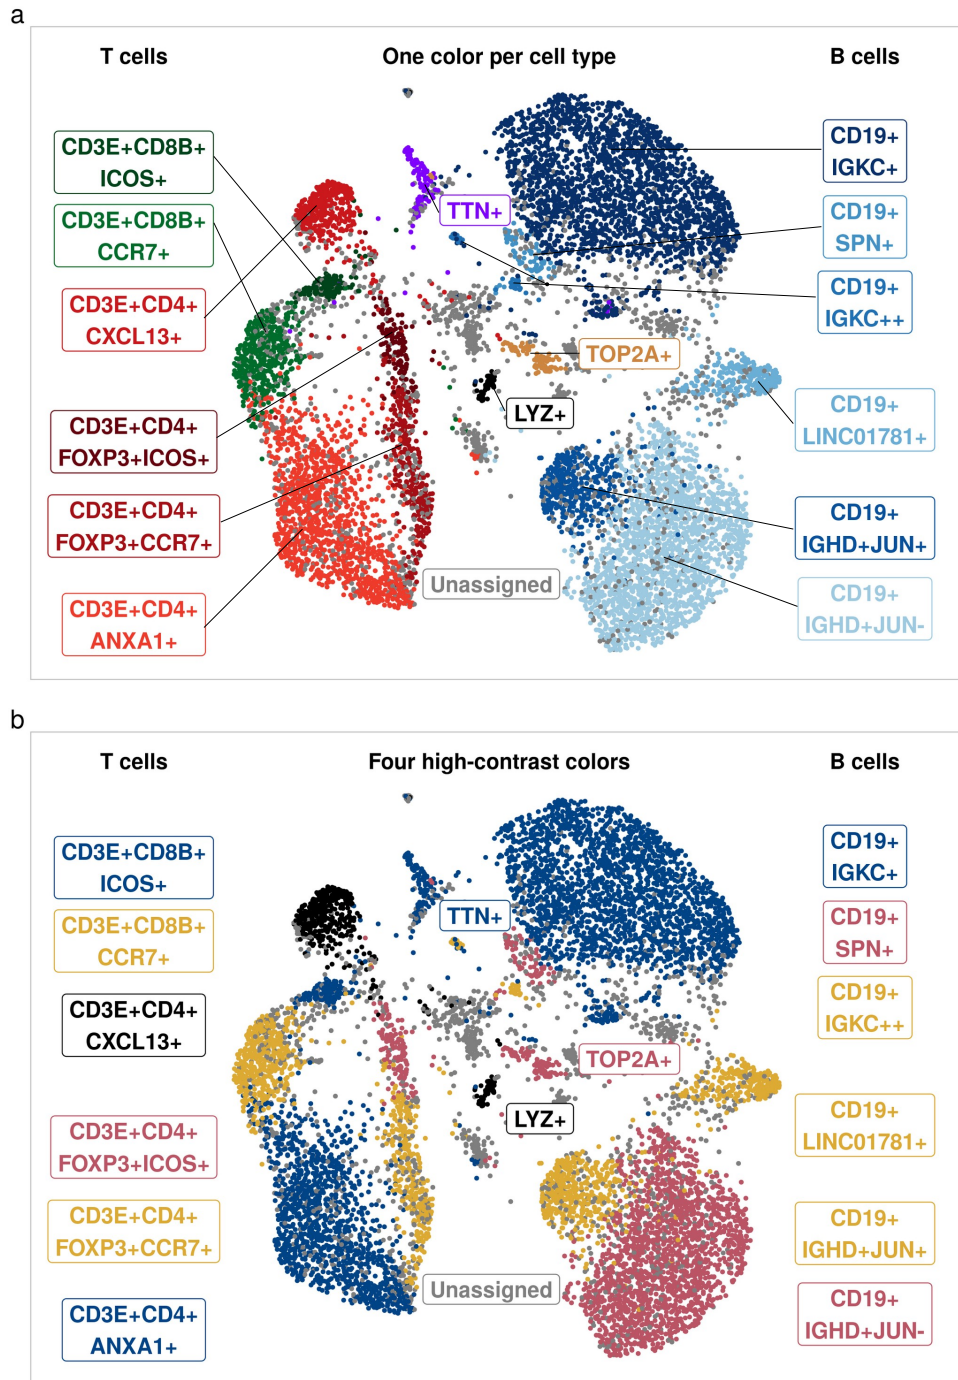 a
T cells
One color per cell type
B cells
CD3E+CD8B+
ICOS+
CD3E+CD8B+
CCR7+
CD3E+CD4+
CXCL13+
CD3E+CD4+
FOXP3+ICOS+
CD3E+CD4+
FOXP3+CCR7+
CD3E+CD4+
ANXA1+
TTN+
TOP2A+
LYZ+
Unassigned
CD19+
IGKC+
CD19+
SPN+
CD19+
IGKC++
CD19+
LINC01781+
CD19+
IGHD+JUN+
CD19+
IGHD+JUN-
b
T cells
Four high-contrast colors
B cells
CD3E+CD8B+
ICOS+
CD3E+CD8B+
CCR7+
CD3E+CD4+
CXCL13+
CD3E+CD4+
FOXP3+ICOS+
CD3E+CD4+
FOXP3+CCR7+
CD3E+CD4+
ANXA1+
TTN+
TOP2A+
LYZ+
Unassigned
CD19+
IGKC+
CD19+
SPN+
CD19+
IGKC++
CD19+
LINC01781+
CD19+
IGHD+JUN+
CD19+
IGHD+JUN-